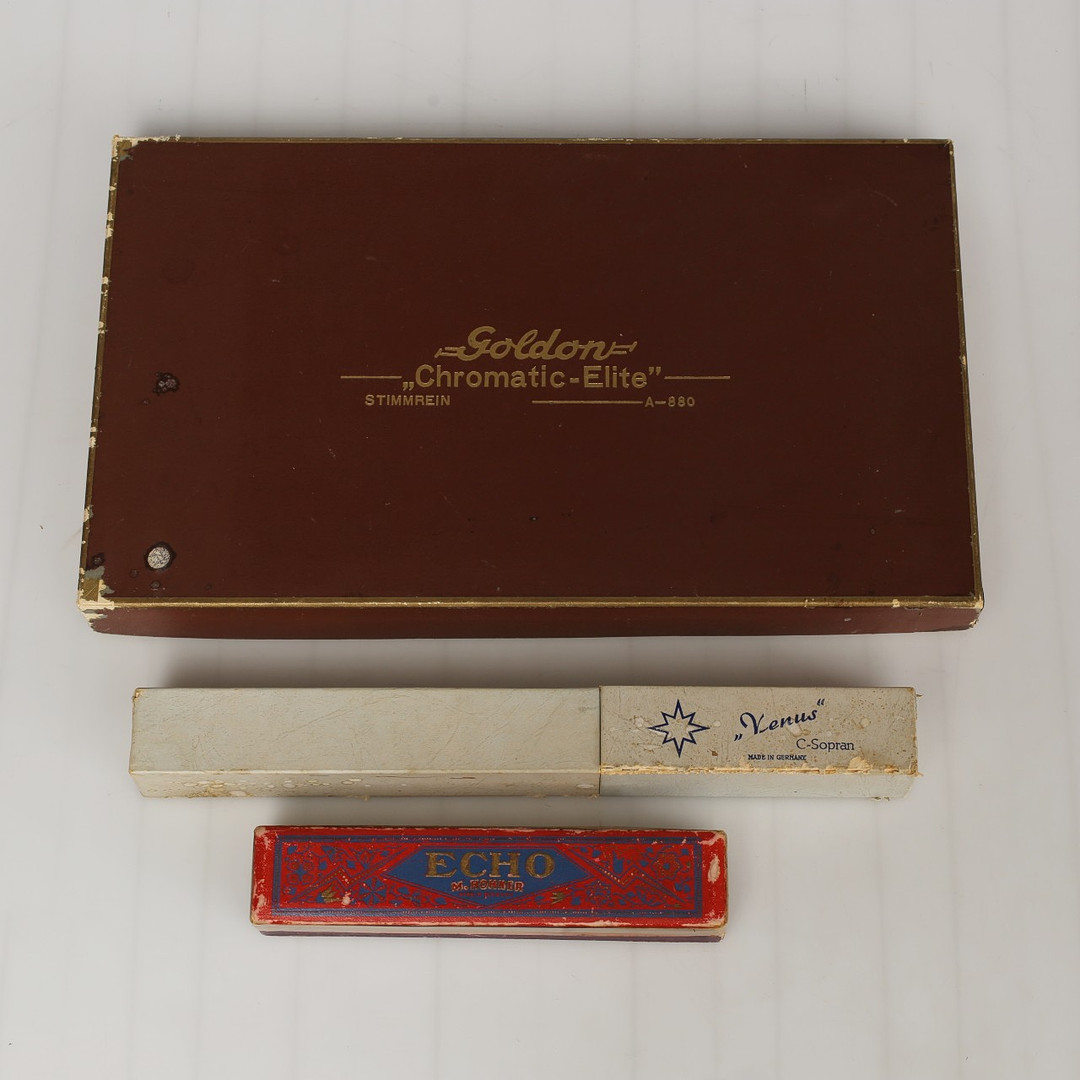 Goldon
„Chromatic-Elite”
STIMMREIN A-880
„Venus“
C-Sopran
MADE IN GERMANY
ECHO
M. HOHNER